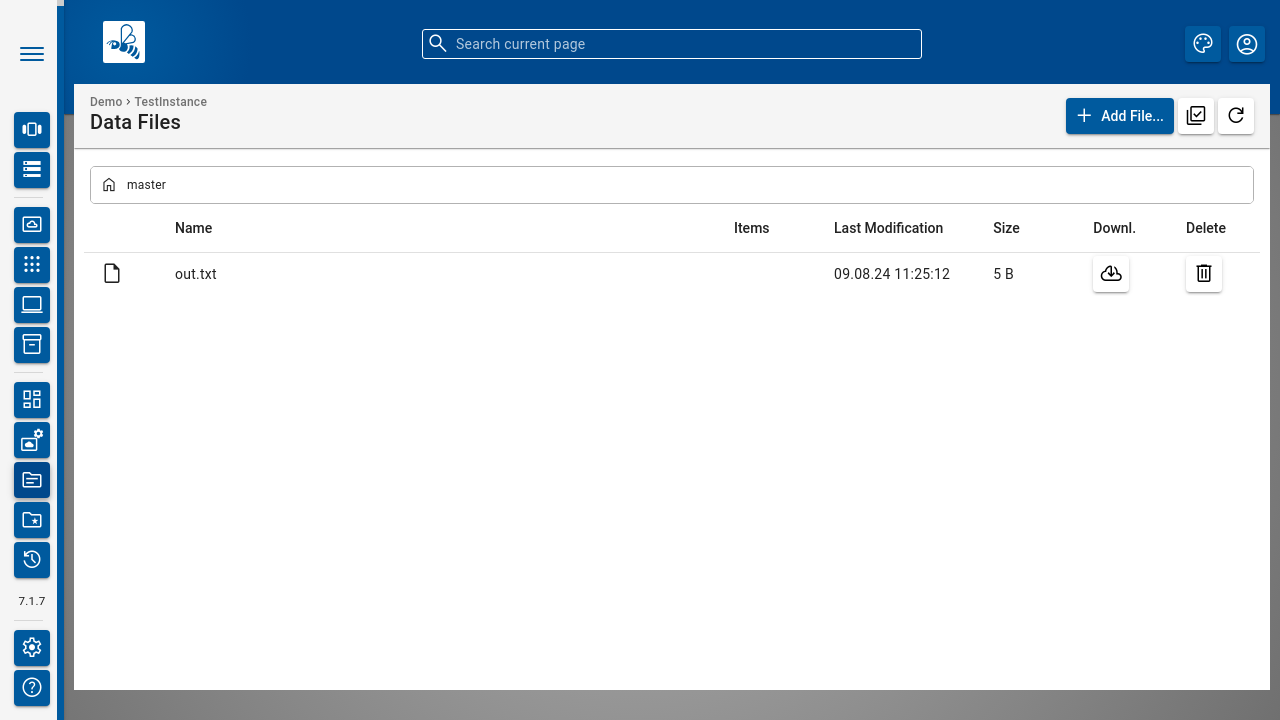 Search current page
Demo › TestInstance
Data Files
Add File...
master
Name Items Last Modification Size Downl. Delete
out.txt 09.08.24 11:25:12 5 B
7.1.7